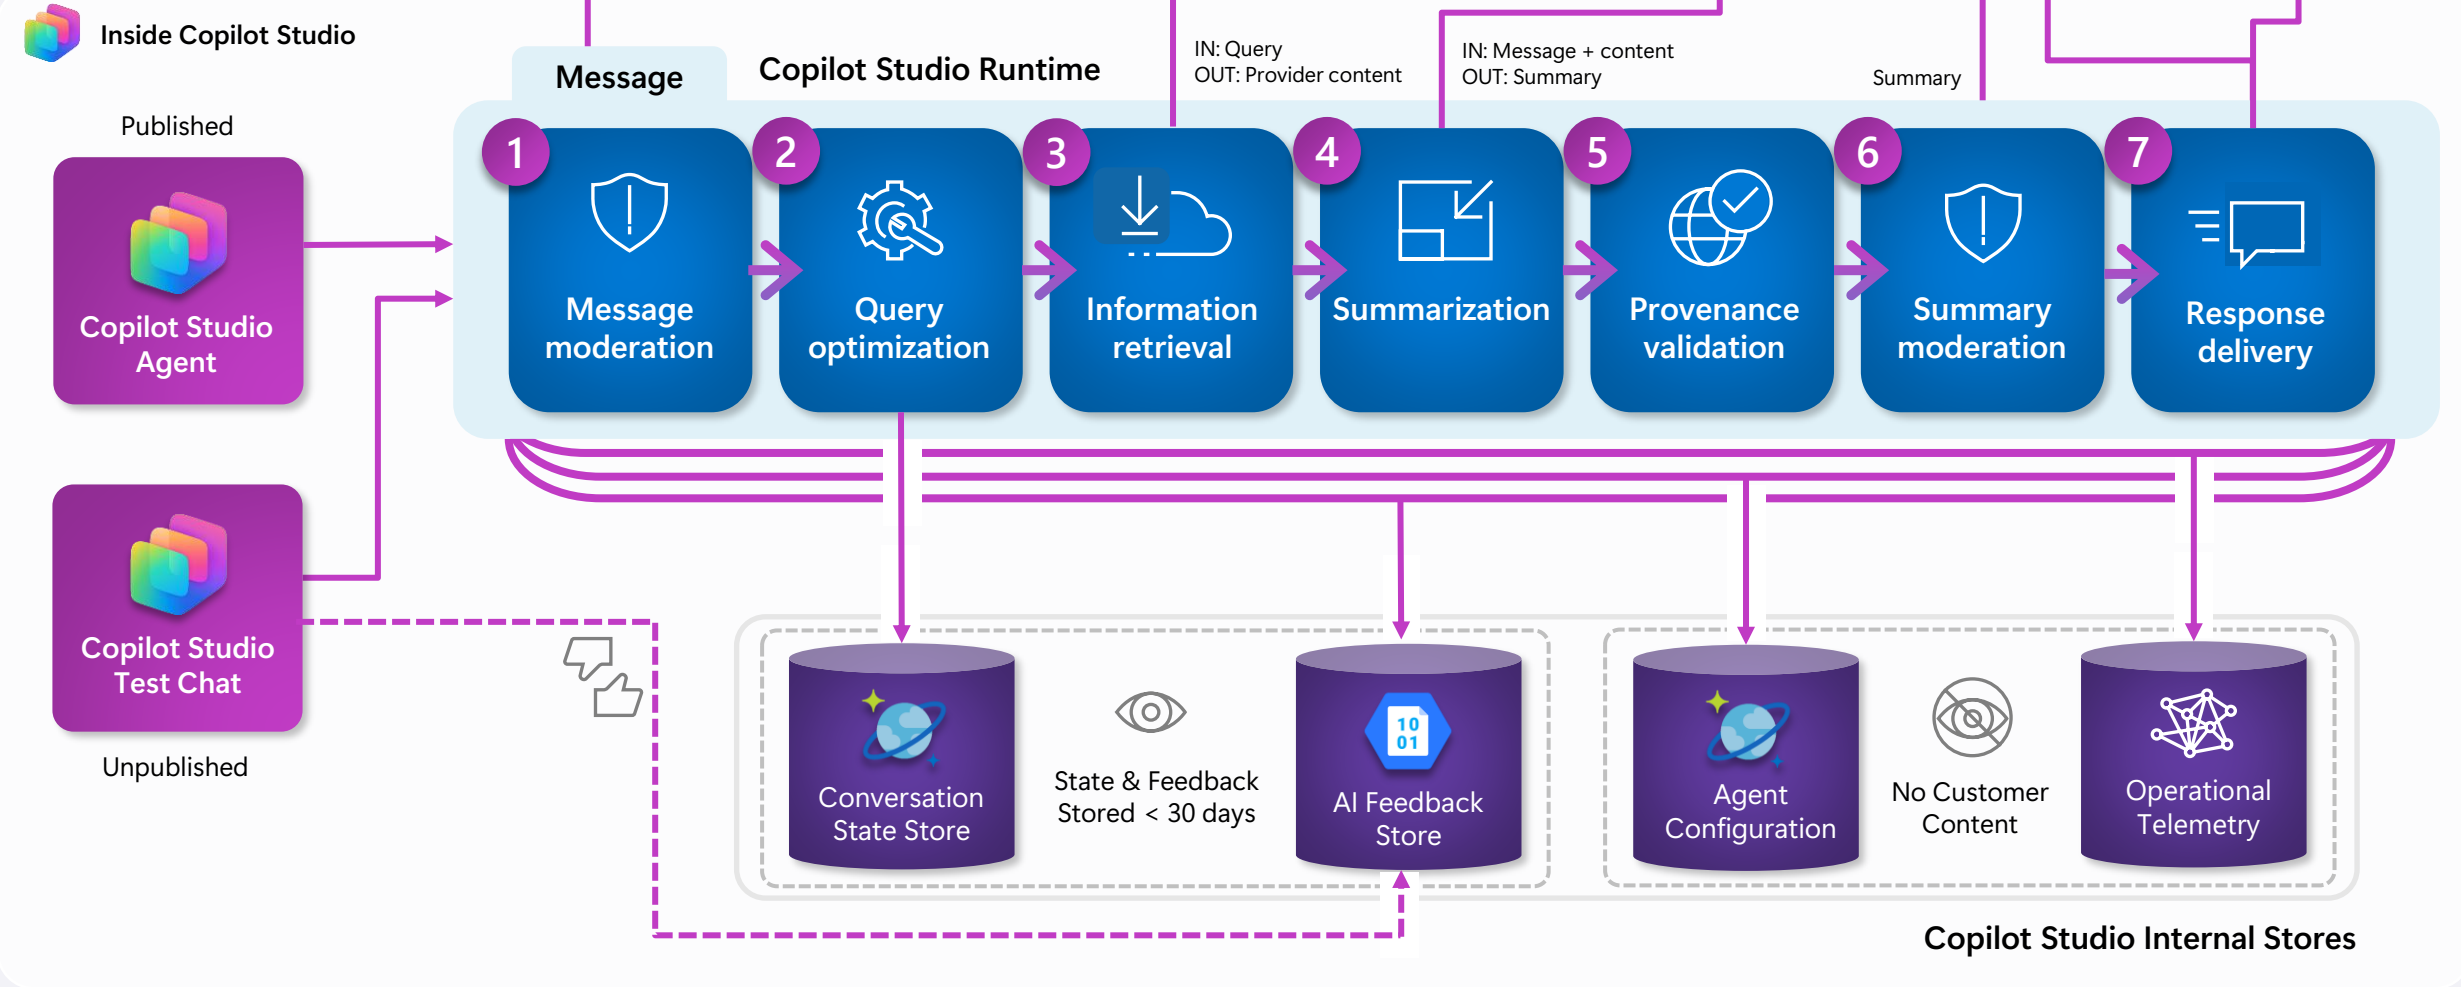 Inside Copilot Studio
Message
Copilot Studio Runtime
IN: Query
OUT: Provider content
IN: Message + content
OUT: Summary
Summary
Published
Copilot Studio
Agent
1
Message
moderation
2
Query
optimization
3
Information
retrieval
4
Summarization
5
Provenance
validation
6
Summary
moderation
7
Response
delivery
Copilot Studio
Test Chat
Unpublished
Conversation
State Store
State & Feedback
Stored < 30 days
10
01
AI Feedback
Store
Agent
Configuration
No Customer
Content
Operational
Telemetry
Copilot Studio Internal Stores